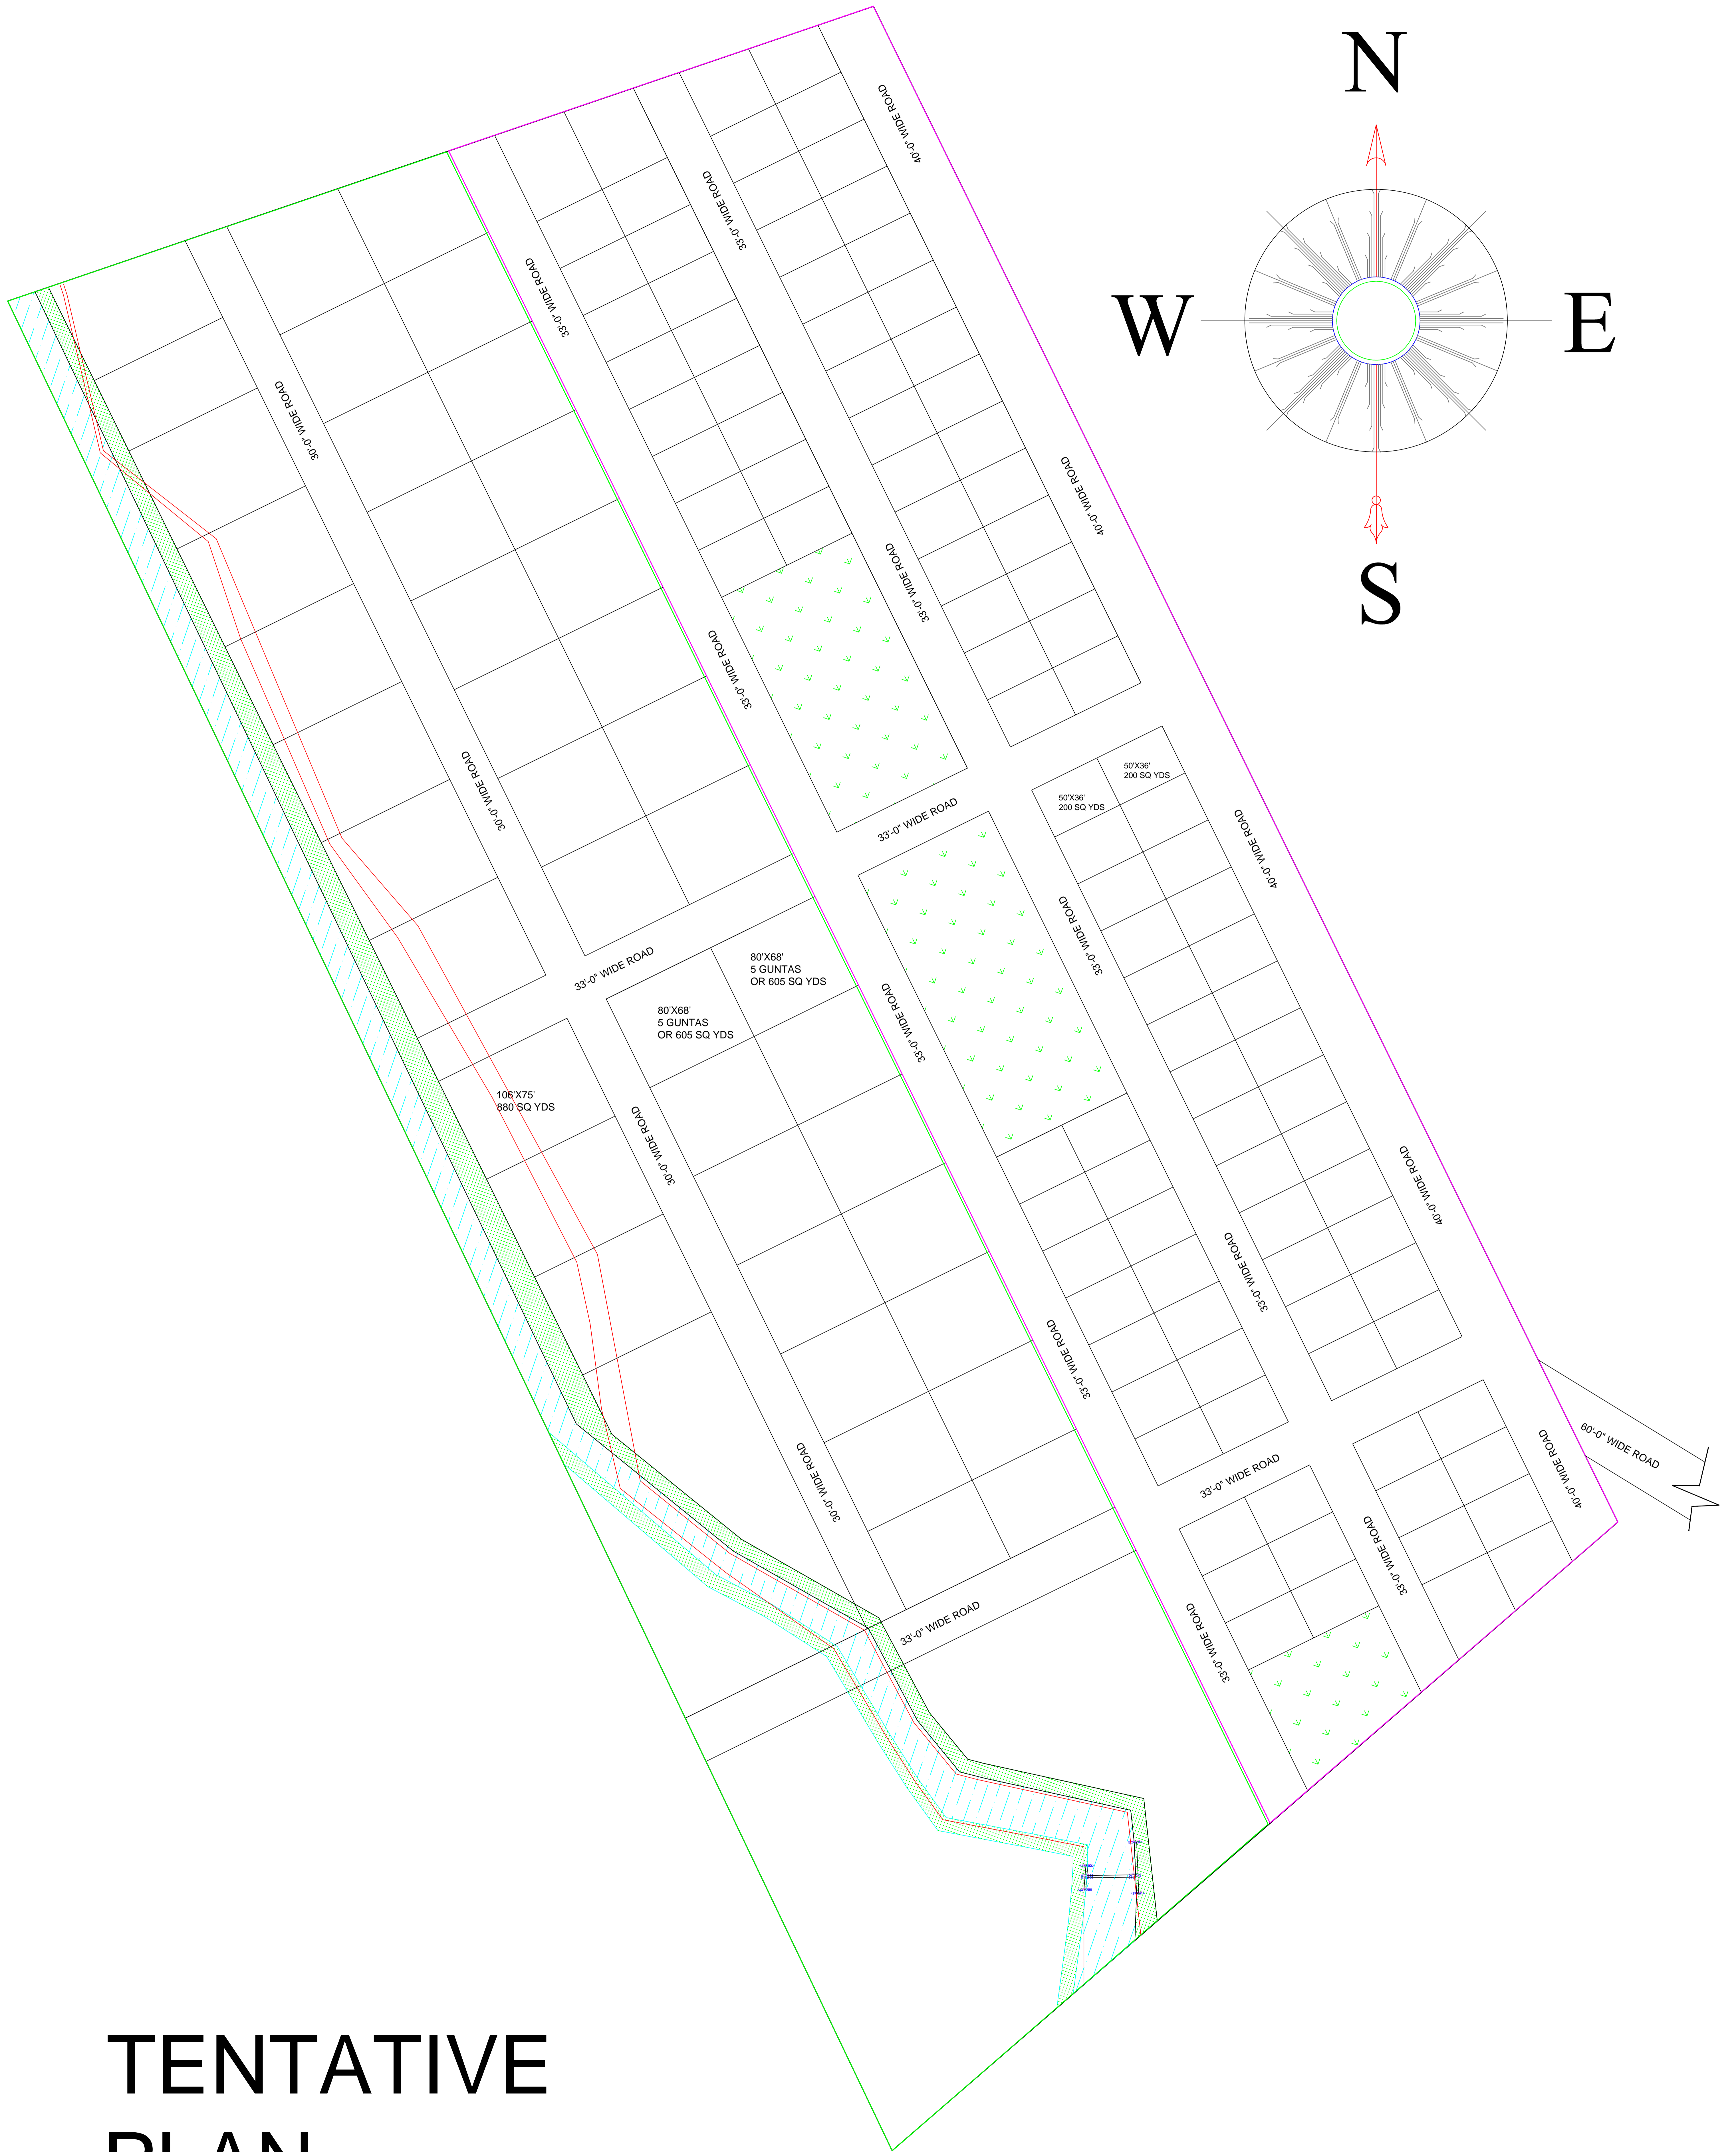 N
W
E
S
40'-0" WIDE ROAD
33'-0" WIDE ROAD
33'-0" WIDE ROAD
30'-0" WIDE ROAD
40'-0" WIDE ROAD
33'-0" WIDE ROAD
33'-0" WIDE ROAD
30'-0" WIDE ROAD
50'X36'
200 SQ YDS
50'X36'
200 SQ YDS
33'-0" WIDE ROAD
40'-0" WIDE ROAD
33'-0" WIDE ROAD
33'-0" WIDE ROAD
80'X68'
5 GUNTAS
OR 605 SQ YDS
80'X68'
5 GUNTAS
OR 605 SQ YDS
33'-0" WIDE ROAD
106'X75'
880 SQ YDS
30'-0" WIDE ROAD
40'-0" WIDE ROAD
33'-0" WIDE ROAD
33'-0" WIDE ROAD
30'-0" WIDE ROAD
60'-0" WIDE ROAD
40'-0" WIDE ROAD
33'-0" WIDE ROAD
33'-0" WIDE ROAD
33'-0" WIDE ROAD
33'-0" WIDE ROAD
TENTATIVE
PLAN